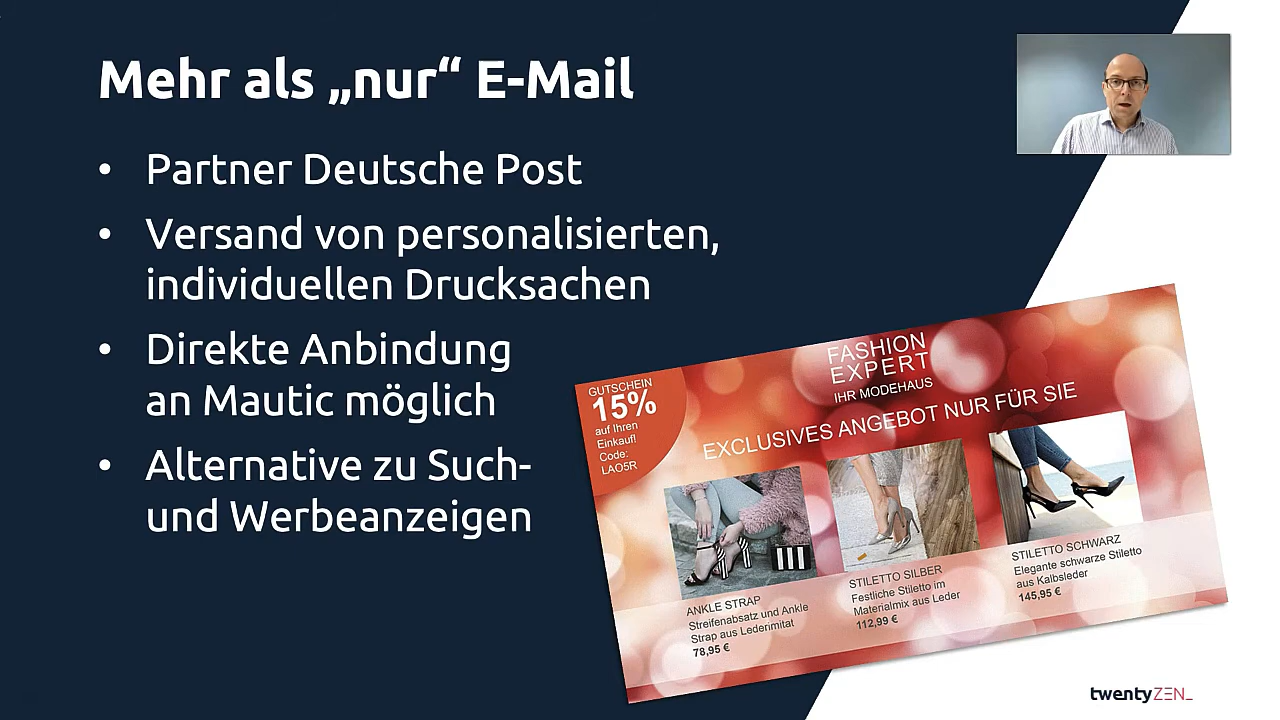 Mehr als „nur“ E-Mail
• Partner Deutsche Post
• Versand von personalisierten,
individuellen Drucksachen
• Direkte Anbindung
an Mautic möglich
• Alternative zu Such-
und Werbeanzeigen
GUTSCHEIN
15%
auf Ihren
Einkauf!
Code:
LAO5R
FASHION
EXPERT
IHR MODEHAUS
EXCLUSIVES ANGEBOT NUR FÜR SIE
ANKLE STRAP
Streifenabsatz und Ankle
Strap aus Lederimitat
78,95 €
STILETTO SILBER
Festliche Stiletto im
Materialmix aus Leder
112,99 €
STILETTO SCHWARZ
Elegante schwarze Stiletto
aus Kalbsleder
145,95 €
twentyZEN_